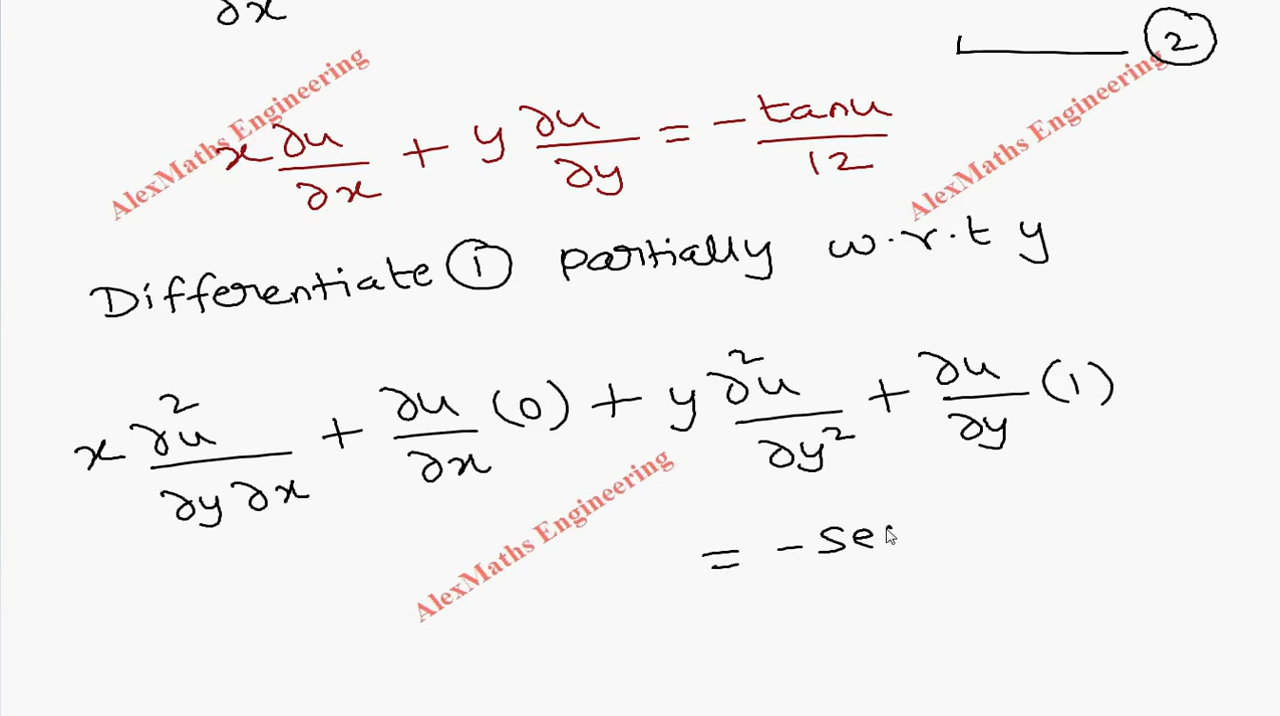 ∂x
② 
x ∂u/∂x + y ∂u/∂y = - tanu/12
Differentiate ① partially w.r.t y
x ∂²u/∂y∂x + ∂u/∂x (0) + y ∂²u/∂y² + ∂u/∂y (1)
= - se
AlexMaths Engineering
AlexMaths Engineering
AlexMaths Engineering